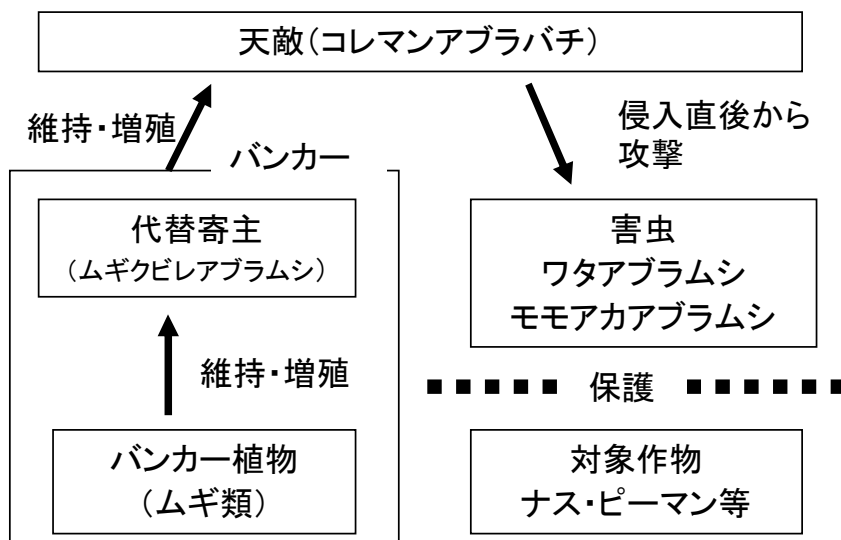 天敵(コレマンアブラバチ)
維持・増殖
侵入直後から
攻撃
バンカー
代替寄主
(ムギクビレアブラムシ)
害虫
ワタアブラムシ
モモアカアブラムシ
維持・増殖
保護
バンカー植物
(ムギ類)
対象作物
ナス・ピーマン等